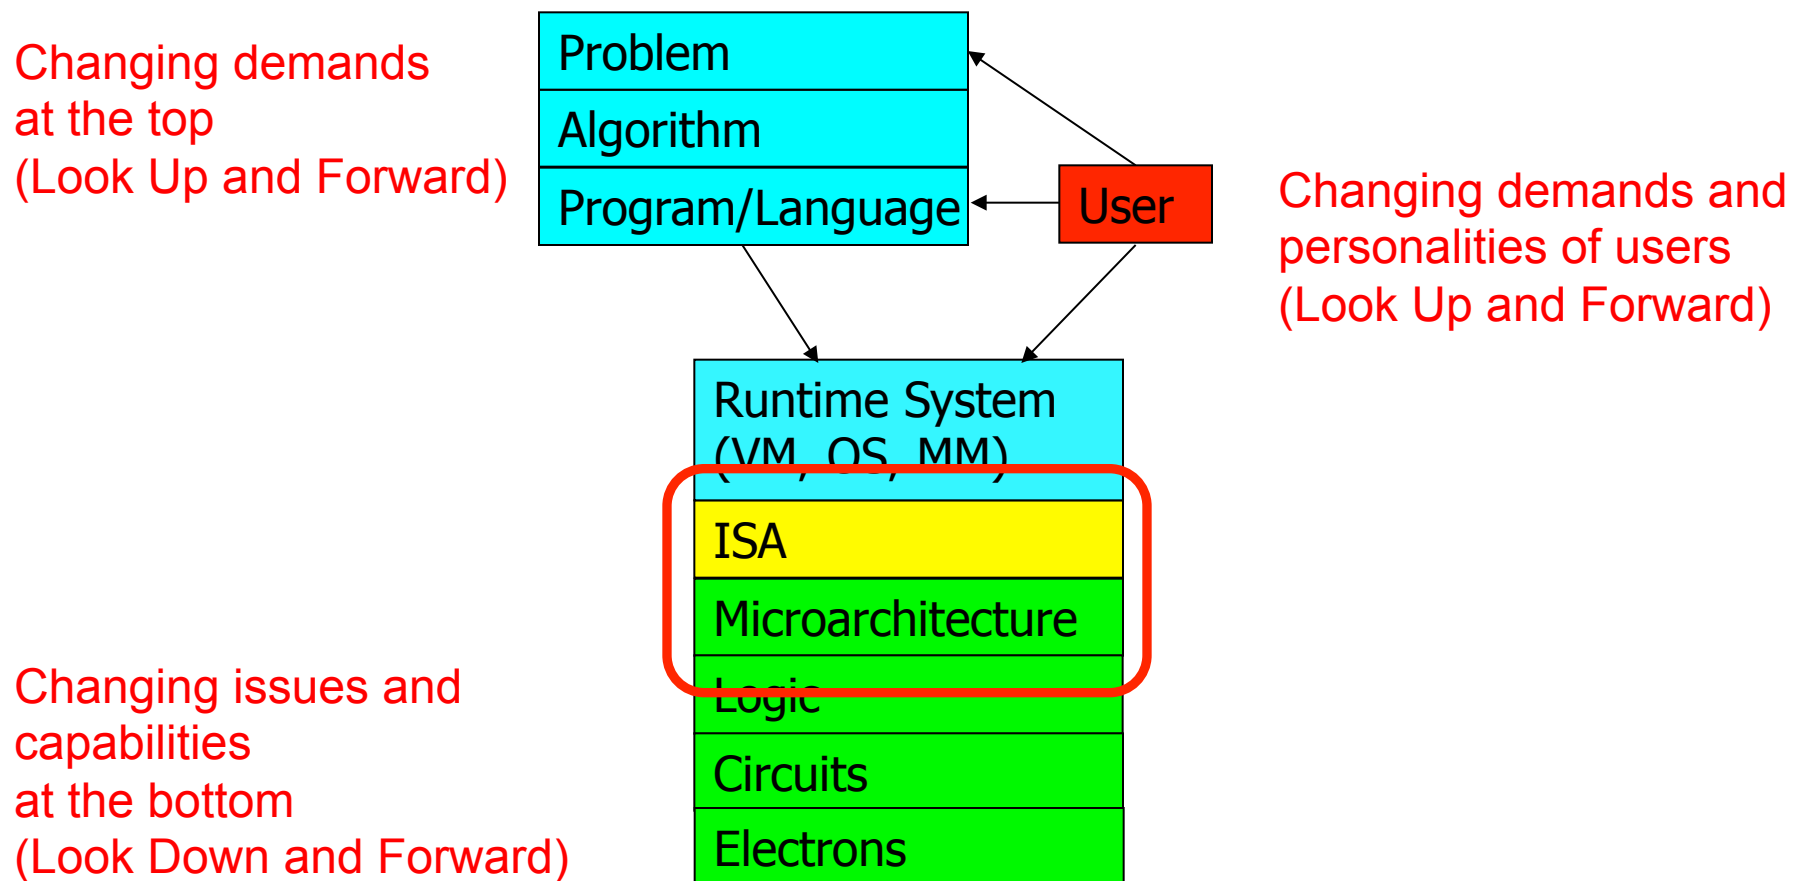 Changing demands
at the top
(Look Up and Forward)
Problem
Algorithm
Program/Language
User
Changing demands and
personalities of users
(Look Up and Forward)
Runtime System
(VM, OS, MM)
ISA
Microarchitecture
Logic
Circuits
Electrons
Changing issues and
capabilities
at the bottom
(Look Down and Forward)